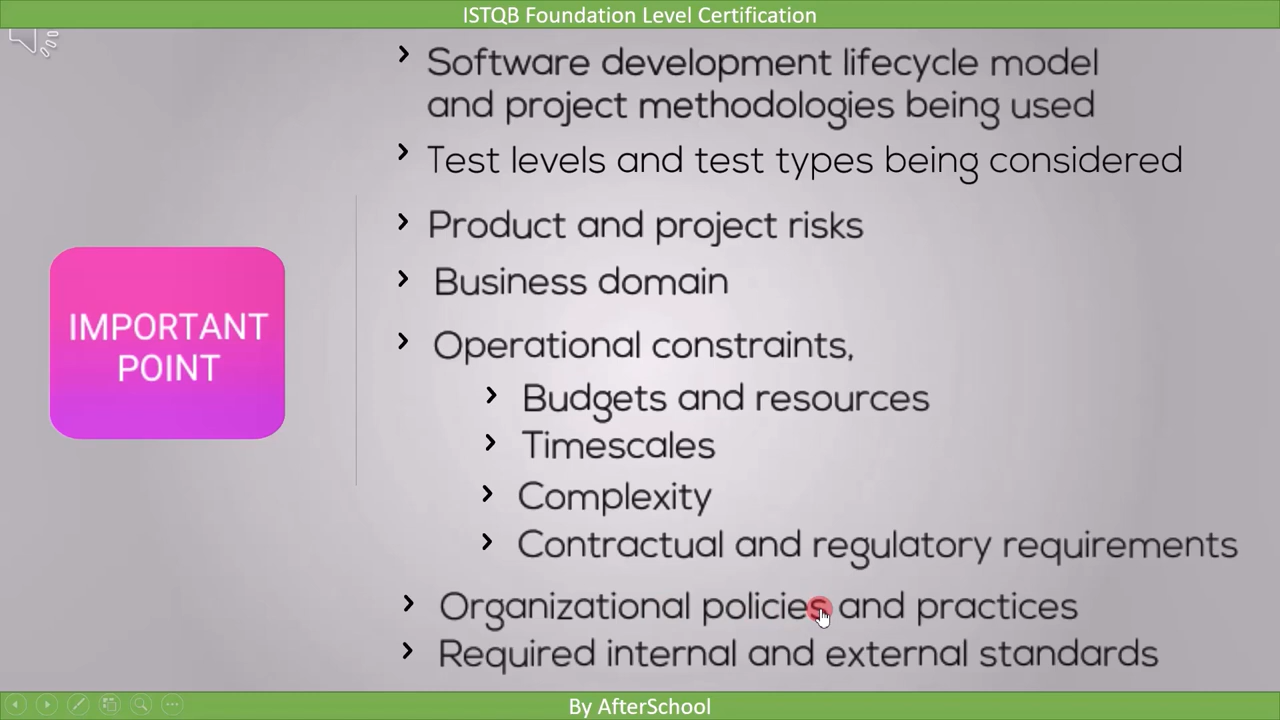 ISTQB Foundation Level Certification
Software development lifecycle model
and project methodologies being used
Test levels and test types being considered
Product and project risks
Business domain
IMPORTANT
POINT
Operational constraints,
Budgets and resources
Timescales
Complexity
Contractual and regulatory requirements
Organizational policies and practices
Required internal and external standards
By AfterSchool